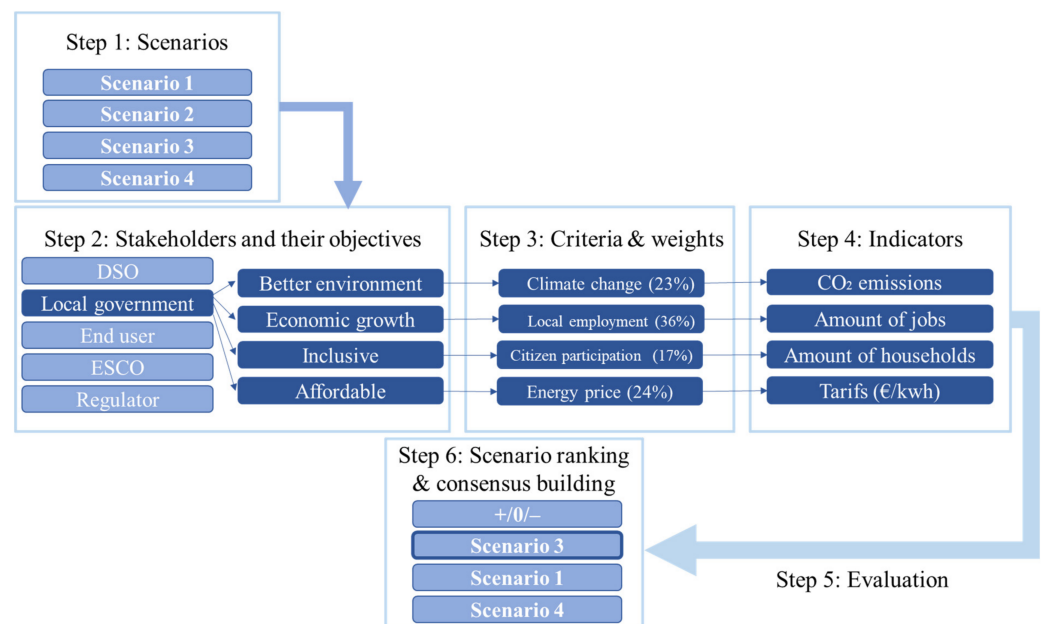 Step 1: Scenarios
Scenario 1
Scenario 2
Scenario 3
Scenario 4
Step 2: Stakeholders and their objectives
DSO
Local government
End user
ESCO
Regulator
Better environment
Economic growth
Inclusive
Affordable
Step 3: Criteria & weights
Climate change (23%)
Local employment (36%)
Citizen participation (17%)
Energy price (24%)
Step 4: Indicators
CO₂ emissions
Amount of jobs
Amount of households
Tarifs (€/kwh)
Step 5: Evaluation
Step 6: Scenario ranking
& consensus building
+/0/–
Scenario 3
Scenario 1
Scenario 4